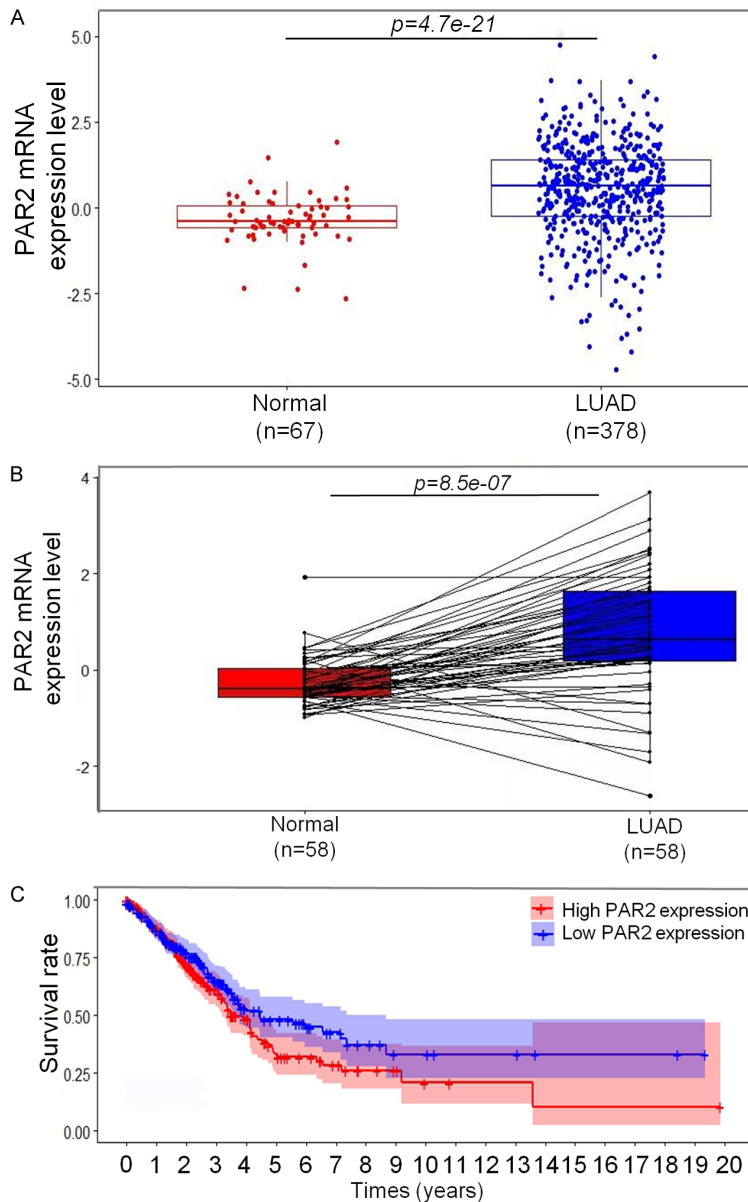 A
p=4.7e-21
PAR2 mRNA
expression level
5.0
2.5
0.0
-2.5
-5.0
Normal
LUAD
(n=67)
(n=378)
B
p=8.5e-07
PAR2 mRNA
expression level
4
2
0
-2
Normal
LUAD
(n=58)
(n=58)
C
High PAR2 expression
Low PAR2 expression
Survival rate
1.00
0.75
0.50
0.25
0.00
0 1 2 3 4 5 6 7 8 9 10 11 12 13 14 15 16 17 18 19 20
Times (years)